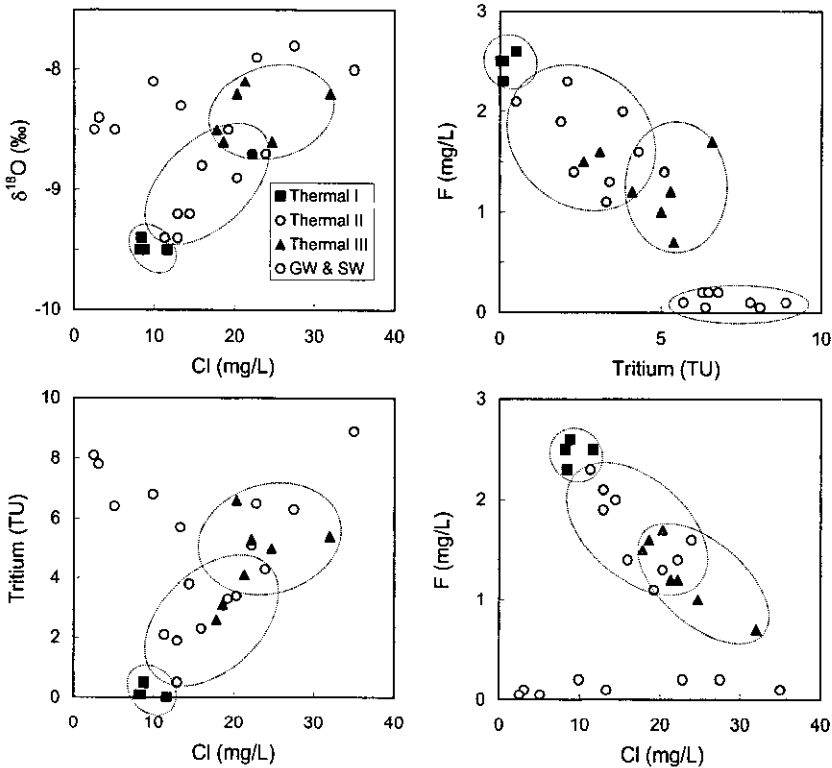 -8
-9
-10
δ¹⁸O (‰)
0 10 20 30 40
Cl (mg/L)
Thermal I
Thermal II
Thermal III
GW & SW
3
2
1
0
F (mg/L)
0 5 10
Tritium (TU)
10
8
6
4
2
0
Tritium (TU)
0 10 20 30 40
Cl (mg/L)
3
2
1
0
F (mg/L)
0 10 20 30 40
Cl (mg/L)